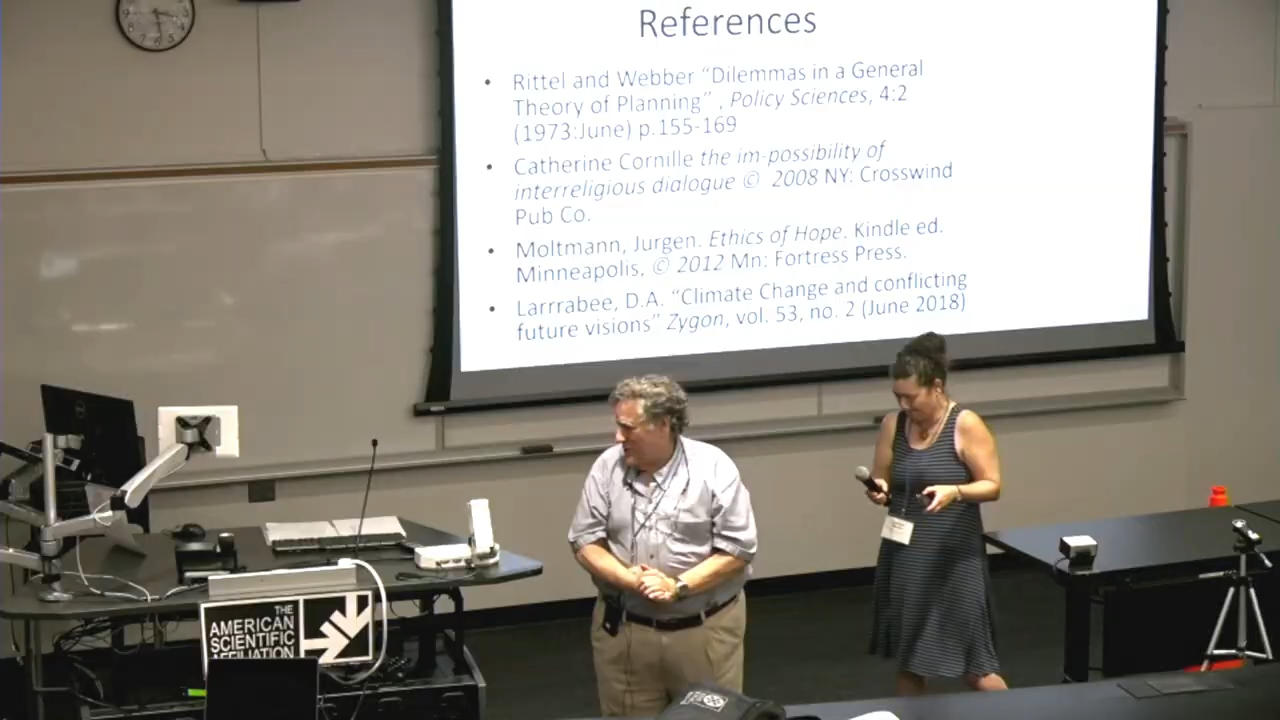 References
• Rittel and Webber “Dilemmas in a General
Theory of Planning” , Policy Sciences, 4:2
(1973:June) p.155-169
• Catherine Cornille the im-possibility of
interreligious dialogue © 2008 NY: Crosswind
Pub Co.
• Moltmann, Jurgen. Ethics of Hope. Kindle ed.
Minneapolis, © 2012 Mn: Fortress Press.
• Larrrabee, D.A. “Climate Change and conflicting
future visions” Zygon, vol. 53, no. 2 (June 2018)
THE
AMERICAN
SCIENTIFIC
AFFILIATION